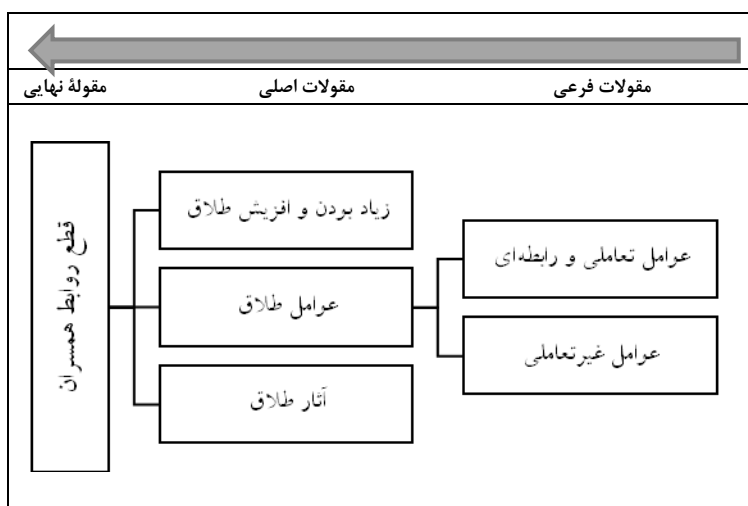 مقولات فرعی
مقولات اصلی
مقولهٔ نهایی
عوامل تعاملی و رابطه‌ای
عوامل غیرتعاملی
زیاد بودن و افزیش طلاق
عوامل طلاق
آثار طلاق
قطع روابط همسران